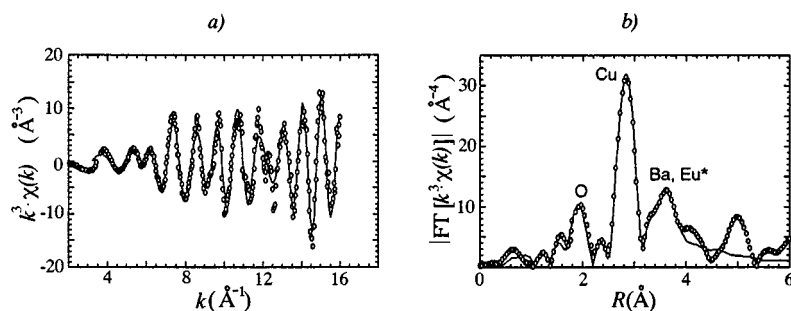 a)
20
10
0
-10
-20
4
8
12
16
k³ χ(k) (Å⁻³)
k(Å⁻¹)
b)
30
20
10
0
2
4
6
|FT [k³ χ(k)]| (Å⁻⁴)
R(Å)
Cu
O
Ba, Eu*